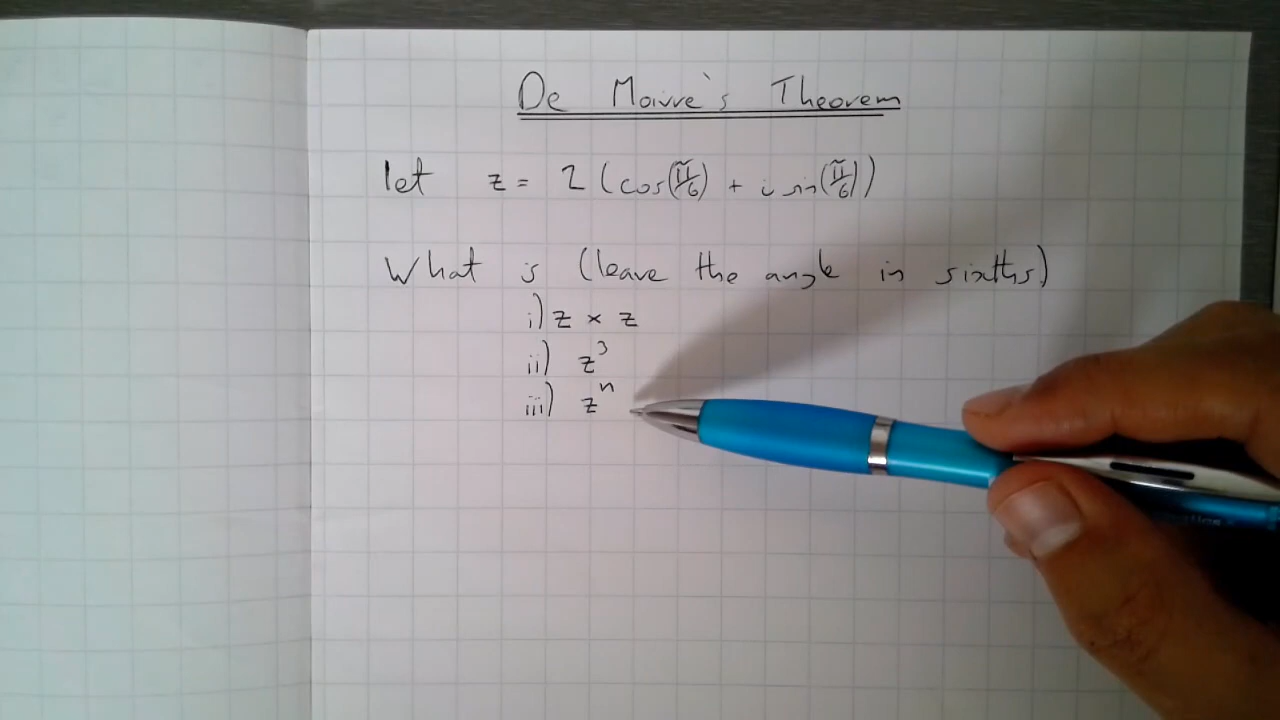 De Moivre`s Theorem
let z = 2 (cos(π/6) + i sin(π/6))
What is (leave the angle in sixths)
i) z × z
ii) z³
iii) zⁿ